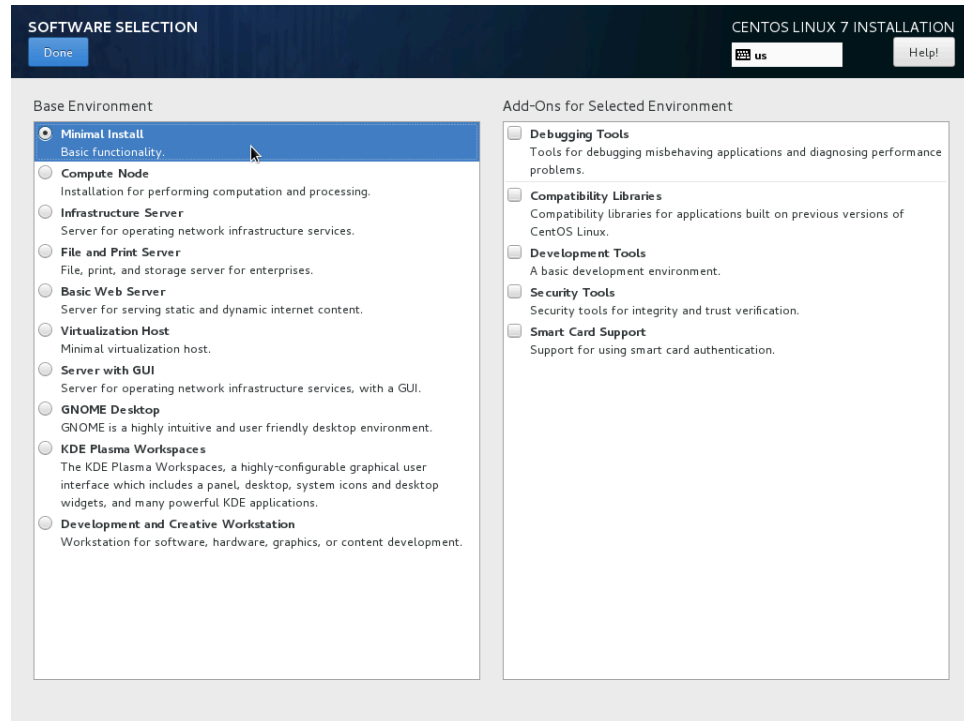 SOFTWARE SELECTION
Done
CENTOS LINUX 7 INSTALLATION
us
Help!
Base Environment
Minimal Install
Basic functionality.
Compute Node
Installation for performing computation and processing.
Infrastructure Server
Server for operating network infrastructure services.
File and Print Server
File, print, and storage server for enterprises.
Basic Web Server
Server for serving static and dynamic internet content.
Virtualization Host
Minimal virtualization host.
Server with GUI
Server for operating network infrastructure services, with a GUI.
GNOME Desktop
GNOME is a highly intuitive and user friendly desktop environment.
KDE Plasma Workspaces
The KDE Plasma Workspaces, a highly-configurable graphical user
interface which includes a panel, desktop, system icons and desktop
widgets, and many powerful KDE applications.
Development and Creative Workstation
Workstation for software, hardware, graphics, or content development.
Add-Ons for Selected Environment
Debugging Tools
Tools for debugging misbehaving applications and diagnosing performance
problems.
Compatibility Libraries
Compatibility libraries for applications built on previous versions of
CentOS Linux.
Development Tools
A basic development environment.
Security Tools
Security tools for integrity and trust verification.
Smart Card Support
Support for using smart card authentication.